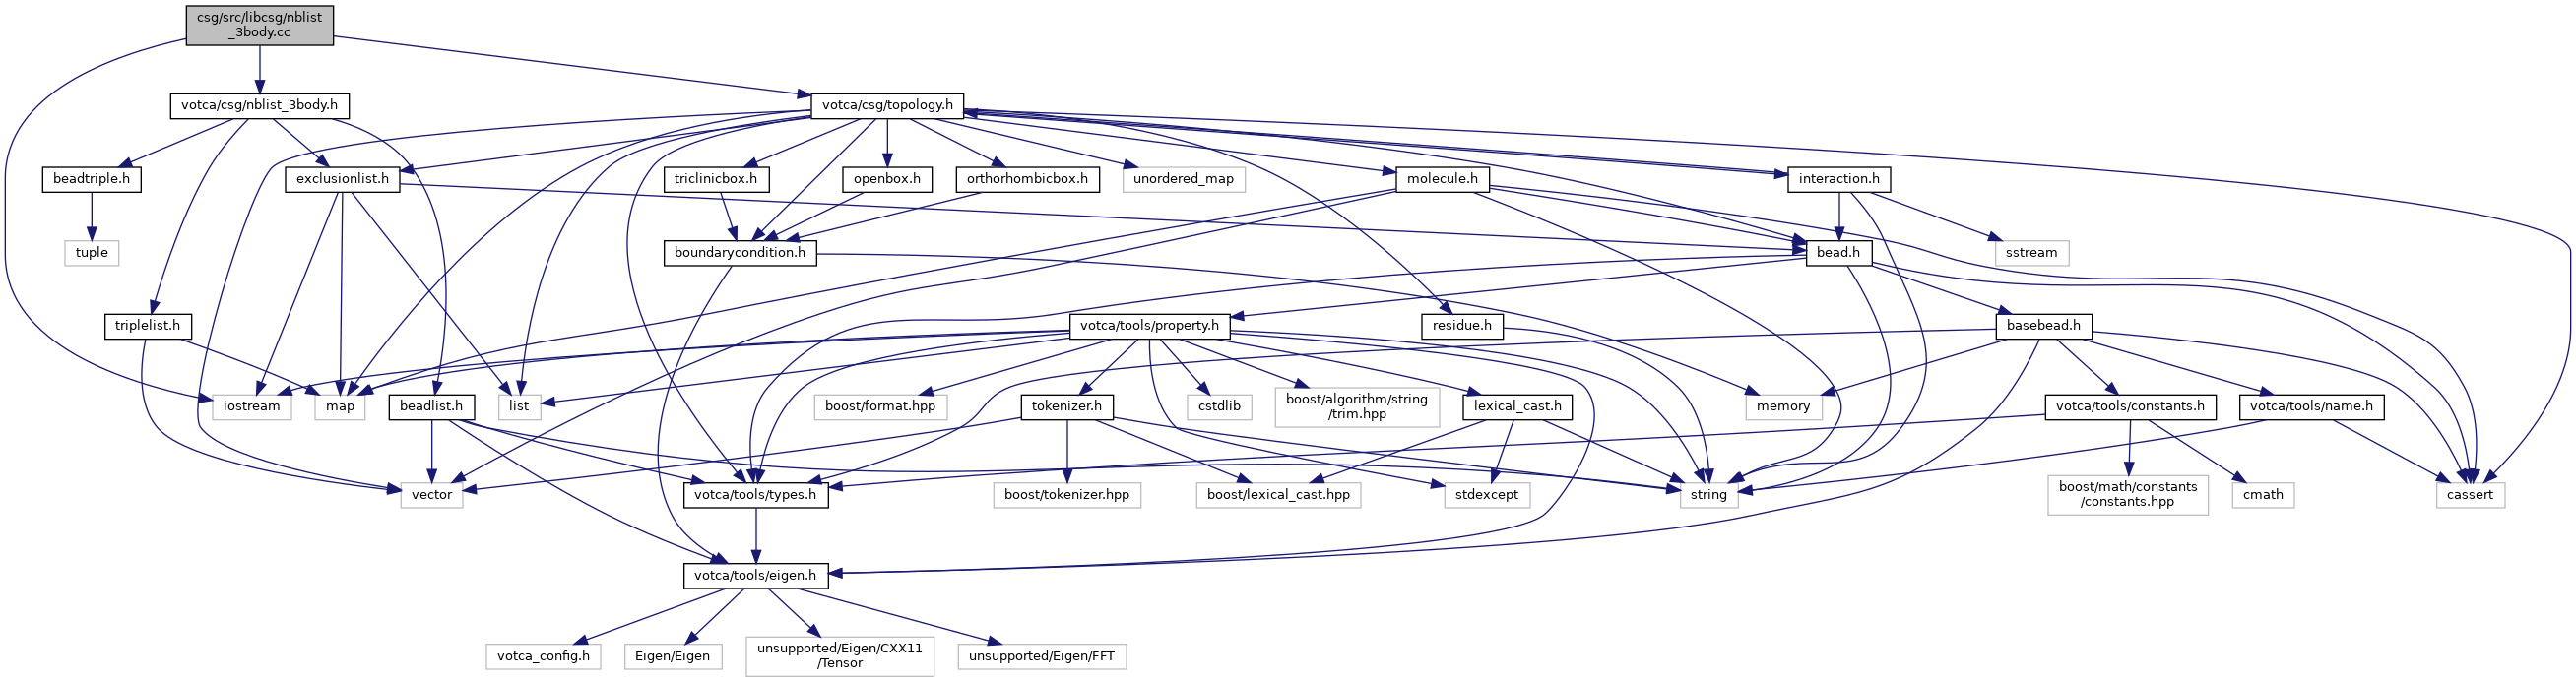 csg/src/libcsg/nblist
_3body.cc
votca/csg/nblist_3body.h
votca/csg/topology.h
beadtriple.h
exclusionlist.h
triclinicbox.h
openbox.h
orthorhombicbox.h
unordered_map
molecule.h
interaction.h
tuple
boundarycondition.h
bead.h
sstream
triplelist.h
votca/tools/property.h
residue.h
basebead.h
iostream
map
beadlist.h
list
boost/format.hpp
tokenizer.h
cstdlib
boost/algorithm/string
/trim.hpp
lexical_cast.h
memory
votca/tools/constants.h
votca/tools/name.h
vector
votca/tools/types.h
boost/tokenizer.hpp
boost/lexical_cast.hpp
stdexcept
string
boost/math/constants
/constants.hpp
cmath
cassert
votca/tools/eigen.h
votca_config.h
Eigen/Eigen
unsupported/Eigen/CXX11
/Tensor
unsupported/Eigen/FFT